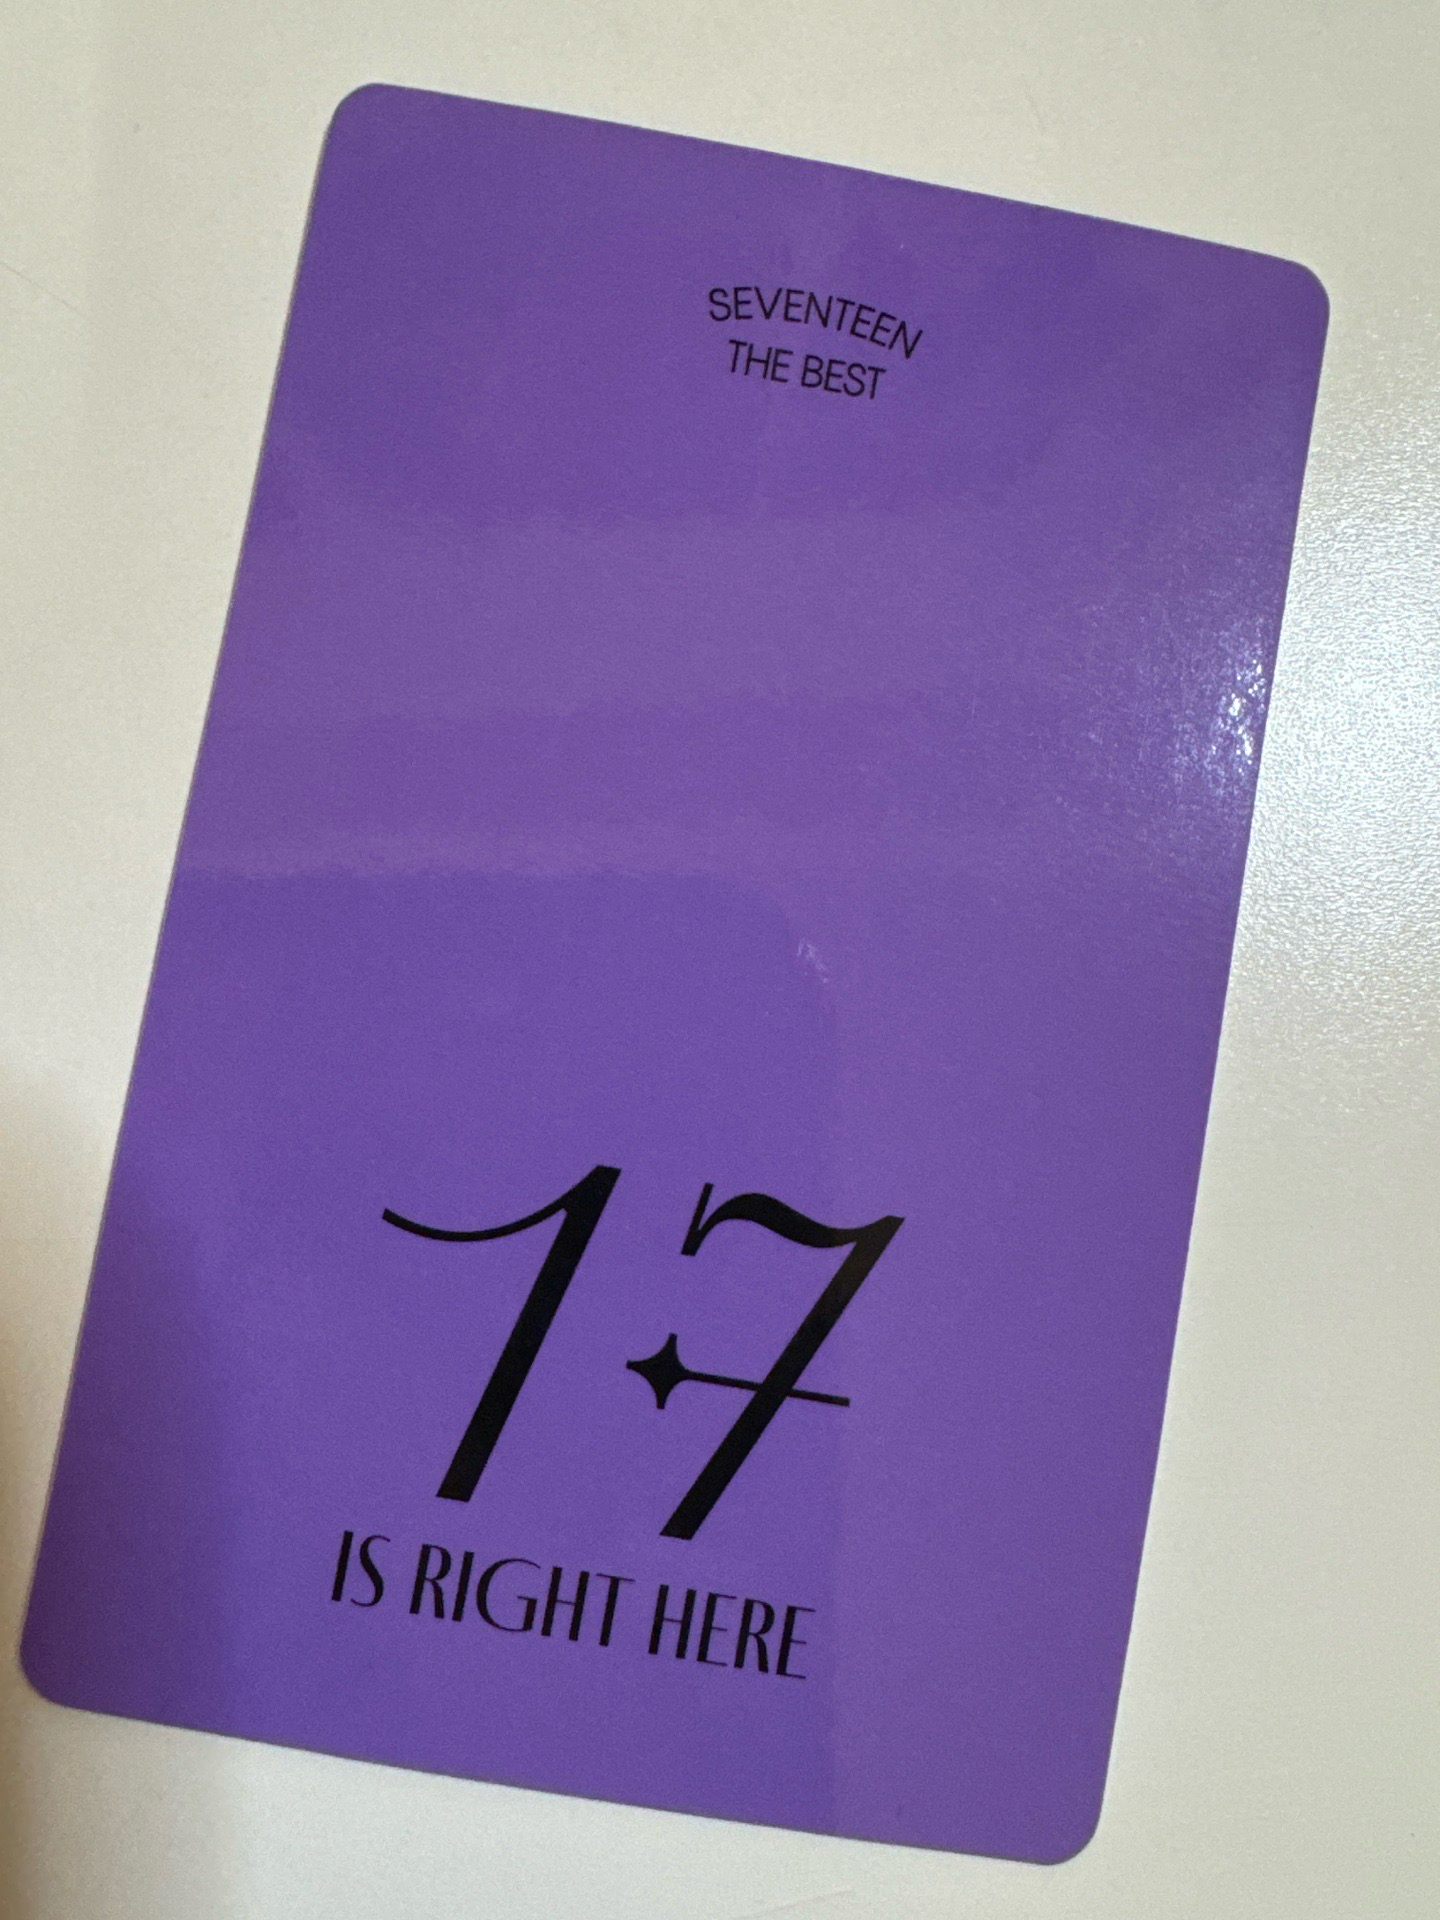 SEVENTEEN
THE BEST
17
IS RIGHT HERE